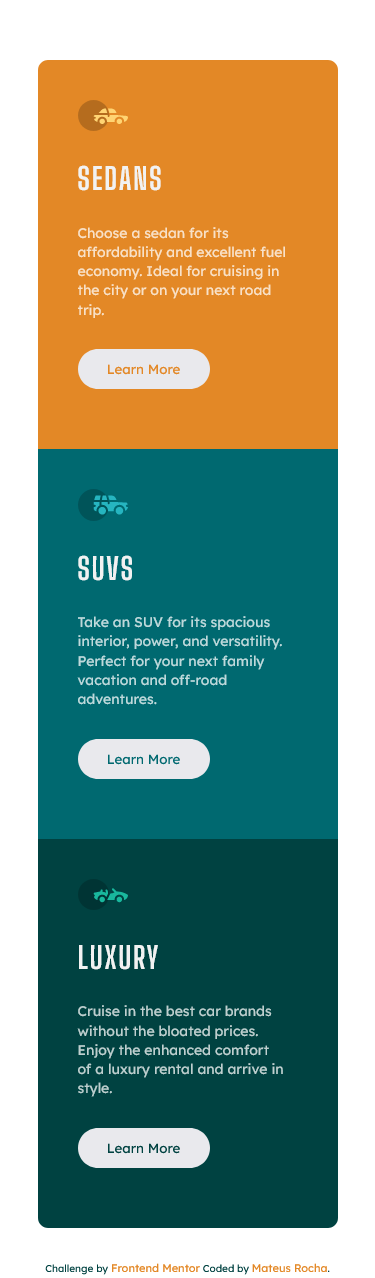 SEDANS
Choose a sedan for its
affordability and excellent fuel
economy. Ideal for cruising in
the city or on your next road
trip.
Learn More
SUVS
Take an SUV for its spacious
interior, power, and versatility.
Perfect for your next family
vacation and off-road
adventures.
Learn More
LUXURY
Cruise in the best car brands
without the bloated prices.
Enjoy the enhanced comfort
of a luxury rental and arrive in
style.
Learn More
Challenge by Frontend Mentor Coded by Mateus Rocha.